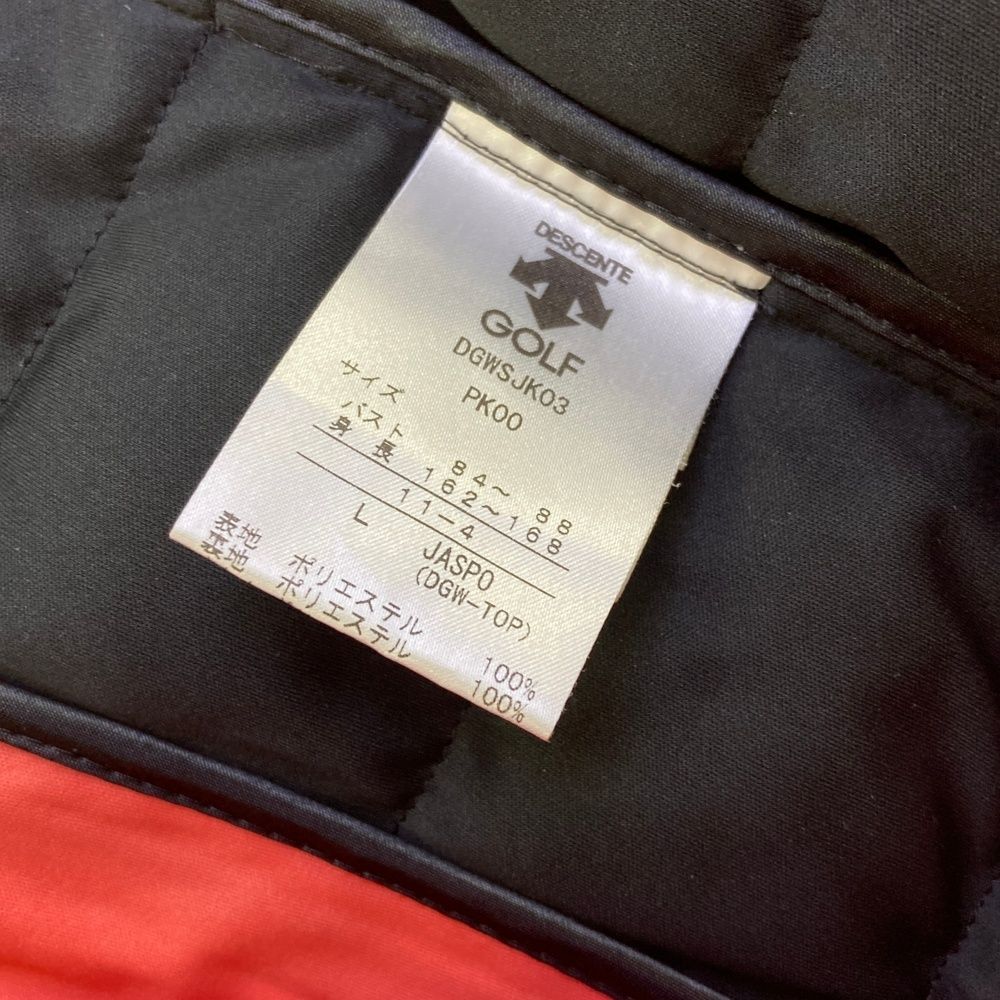 DESCENTE
GOLF
DGWSJK03
PK00
サイズ
バスト 84～88
身長 162～168
11-4
L JASPO
(DGW-TOP)
表地 ポリエステル 100%
裏地 ポリエステル 100%